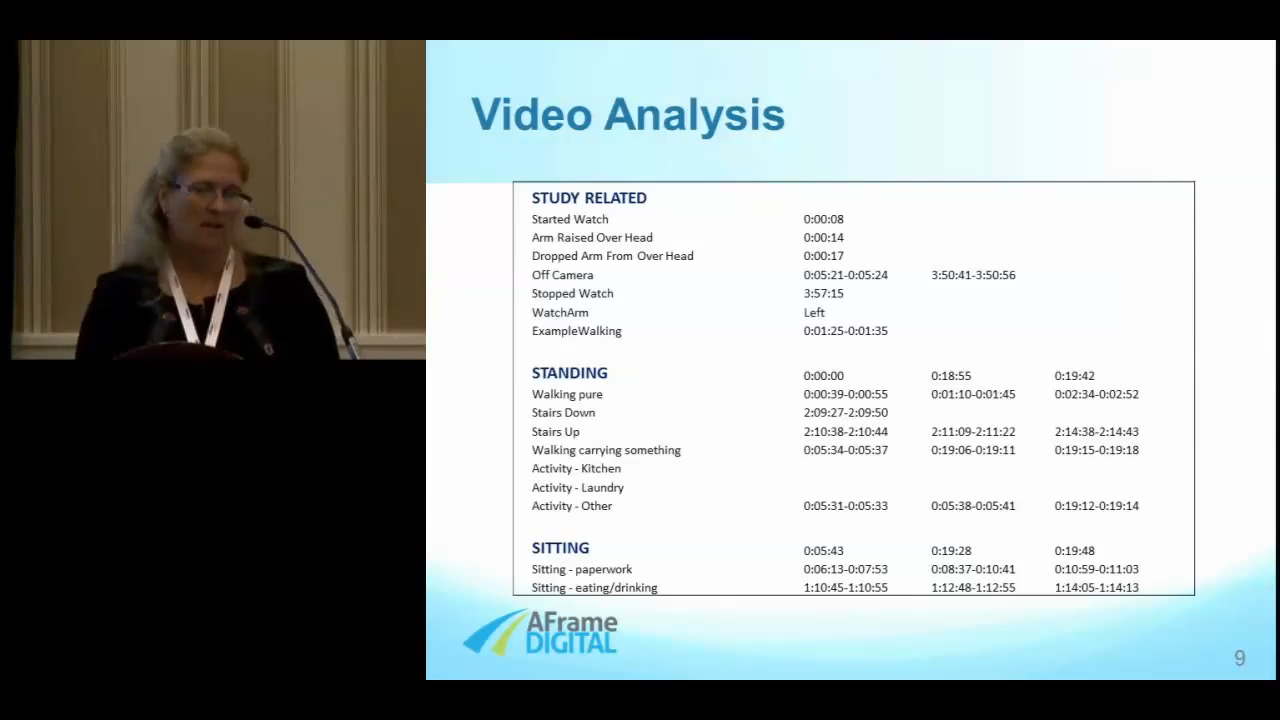 Video Analysis
STUDY RELATED
Started Watch 0:00:08
Arm Raised Over Head 0:00:14
Dropped Arm From Over Head 0:00:17
Off Camera 0:05:21-0:05:24 3:50:41-3:50:56
Stopped Watch 3:57:15
WatchArm Left
ExampleWalking 0:01:25-0:01:35
STANDING 0:00:00 0:18:55 0:19:42
Walking pure 0:00:39-0:00:55 0:01:10-0:01:45 0:02:34-0:02:52
Stairs Down 2:09:27-2:09:50
Stairs Up 2:10:38-2:10:44 2:11:09-2:11:22 2:14:38-2:14:43
Walking carrying something 0:05:34-0:05:37 0:19:06-0:19:11 0:19:15-0:19:18
Activity - Kitchen
Activity - Laundry
Activity - Other 0:05:31-0:05:33 0:05:38-0:05:41 0:19:12-0:19:14
SITTING 0:05:43 0:19:28 0:19:48
Sitting - paperwork 0:06:13-0:07:53 0:08:37-0:10:41 0:10:59-0:11:03
Sitting - eating/drinking 1:10:45-1:10:55 1:12:48-1:12:55 1:14:05-1:14:13
AFrame
DIGITAL
9